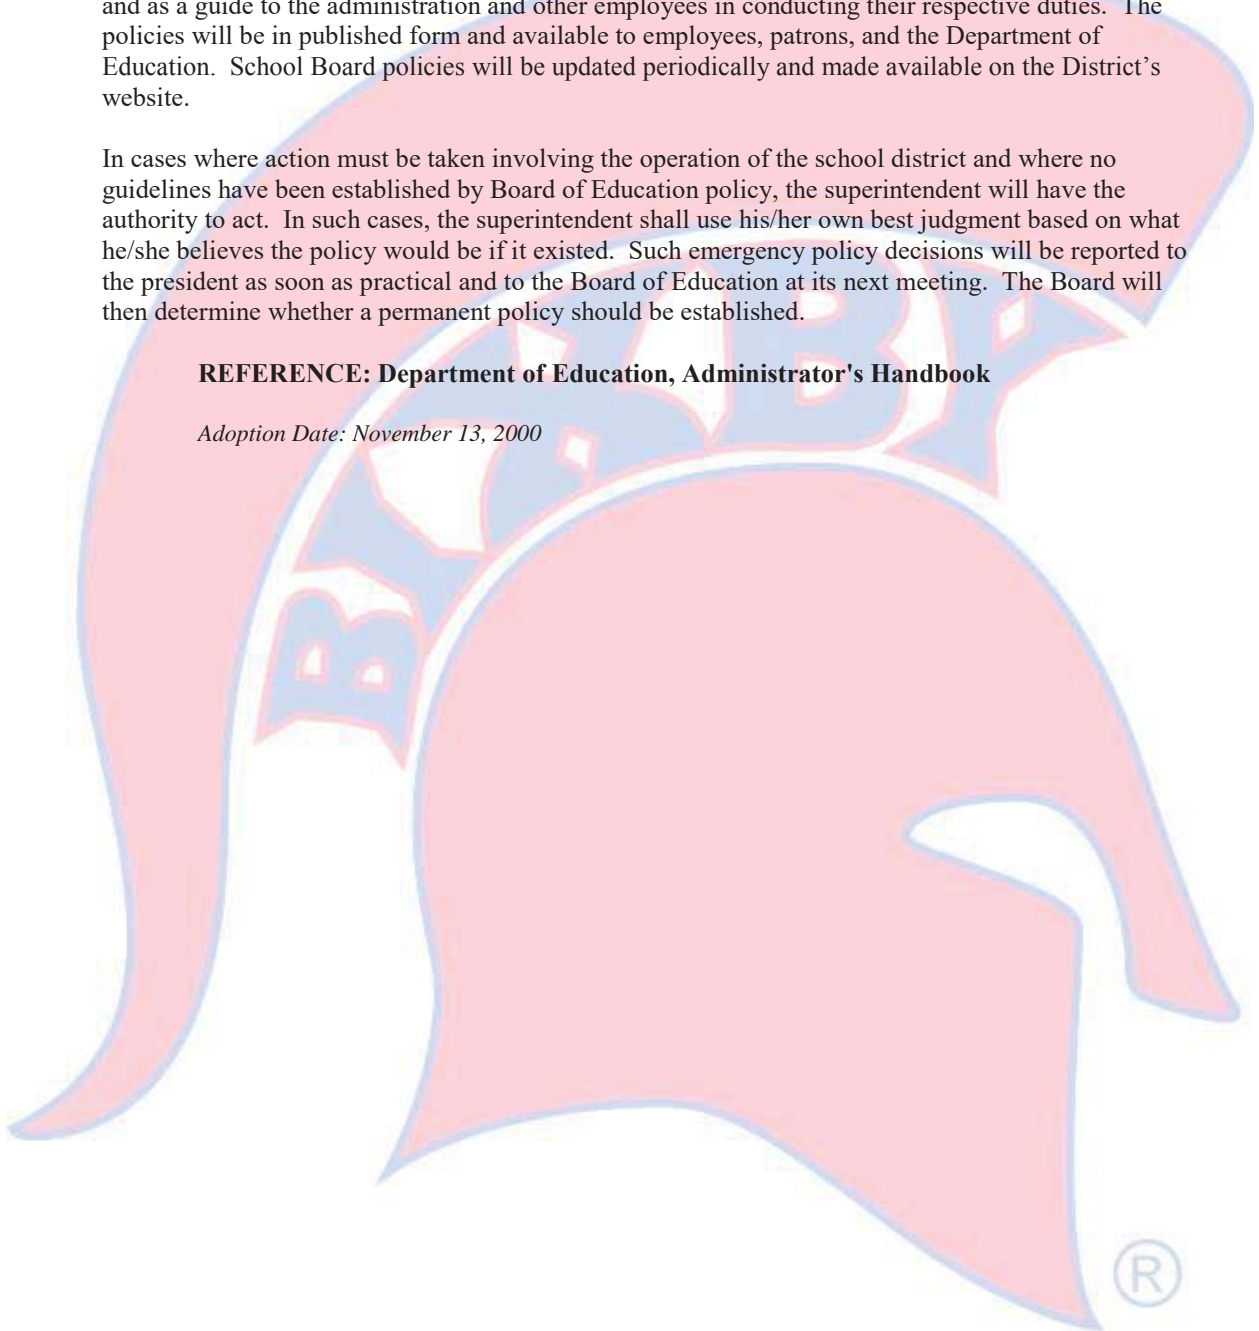 and as a guide to the administration and other employees in conducting their respective duties.  The
policies will be in published form and available to employees, patrons, and the Department of
Education.  School Board policies will be updated periodically and made available on the District’s
website.
In cases where action must be taken involving the operation of the school district and where no
guidelines have been established by Board of Education policy, the superintendent will have the
authority to act.  In such cases, the superintendent shall use his/her own best judgment based on what
he/she believes the policy would be if it existed.  Such emergency policy decisions will be reported to
the president as soon as practical and to the Board of Education at its next meeting.  The Board will
then determine whether a permanent policy should be established.
REFERENCE: Department of Education, Administrator's Handbook
Adoption Date: November 13, 2000
BIXBY
®